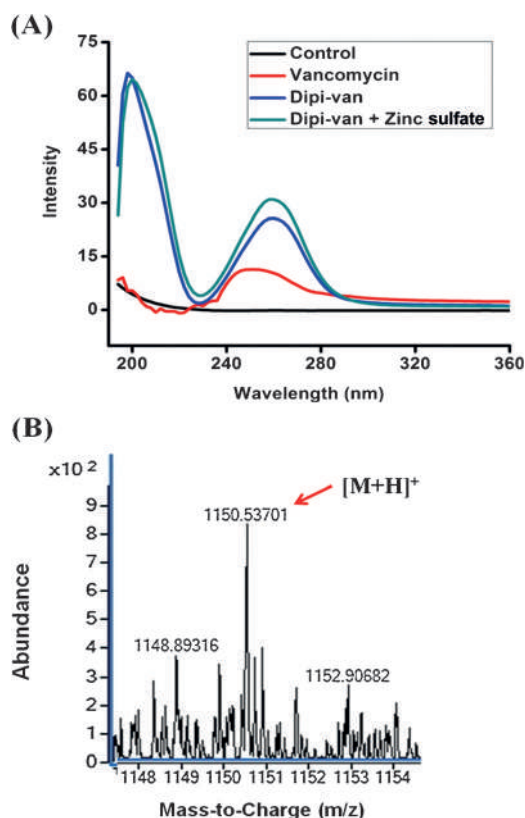 (A)
75
60
45
30
15
0
-10
Intensity
Control
Vancomycin
Dipi-van
Dipi-van + Zinc sulfate
200 240 280 320 360
Wavelength (nm)
(B)
x10 2
9
8
7
6
5
4
3
2
1
0
Abundance
[M+H]+
1150.53701
1148.89316
1152.90682
1148 1149 1150 1151 1152 1153 1154
Mass-to-Charge (m/z)